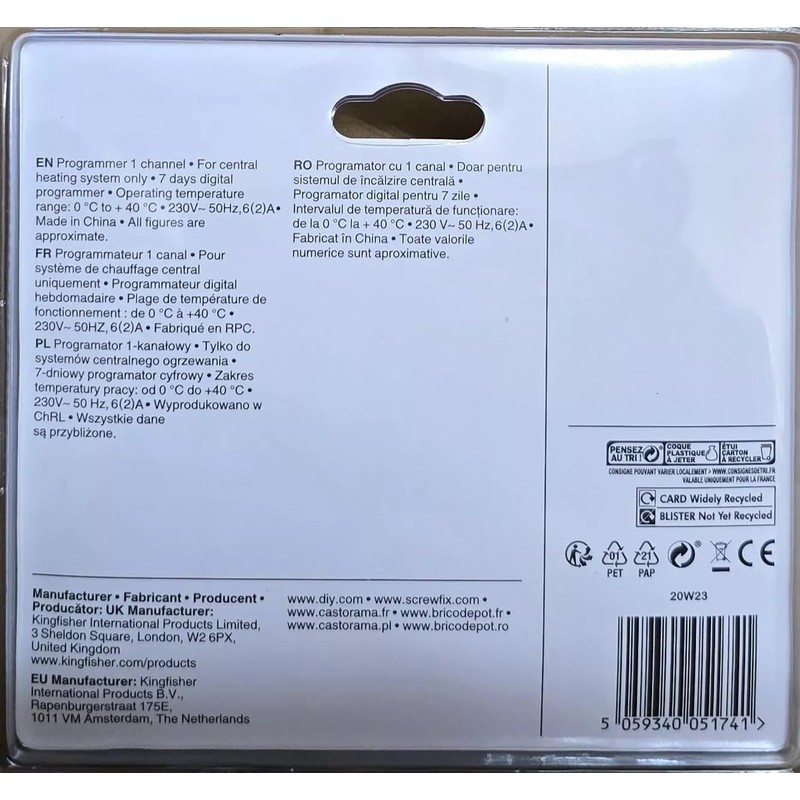 EN Programmer 1 channel • For central
heating system only • 7 days digital
programmer • Operating temperature
range: 0 °C to + 40 °C • 230V~ 50Hz,6(2)A•
Made in China • All figures are
approximate.
FR Programmateur 1 canal • Pour
système de chauffage central
uniquement • Programmateur digital
hebdomadaire • Plage de température de
fonctionnement : de 0 °C à +40 °C •
230V~ 50HZ,6(2)A • Fabriqué en RPC.
PL Programator 1-kanałowy • Tylko do
systemów centralnego ogrzewania •
7-dniowy programator cyfrowy • Zakres
temperatury pracy: od 0 °C do +40 °C •
230V~ 50 Hz,6(2)A• Wyprodukowano w
ChRL • Wszystkie dane
są przybliżone.
RO Programator cu 1 canal • Doar pentru
sistemul de încălzire centrală •
Programator digital pentru 7 zile •
Intervalul de temperatură de funcționare:
de la 0 °C la + 40 °C • 230 V~ 50 Hz,6(2)A•
Fabricat în China • Toate valorile
numerice sunt aproximative.
PENSEZ AU TRI !
COQUE PLASTIQUE À JETER
ÉTUI CARTON À RECYCLER
CONSIGNE POUVANT VARIER LOCALEMENT > WWW.CONSIGNESDETRI.FR
VALABLE UNIQUEMENT POUR LA FRANCE
CARD Widely Recycled
BLISTER Not Yet Recycled
01 21 ® CE
PET PAP
20W23
5 059340 051741 >
Manufacturer • Fabricant • Producent •
Producător: UK Manufacturer:
Kingfisher International Products Limited,
3 Sheldon Square, London, W2 6PX,
United Kingdom
www.kingfisher.com/products
EU Manufacturer: Kingfisher
International Products B.V.,
Rapenburgerstraat 175E,
1011 VM Amsterdam, The Netherlands
www.diy.com • www.screwfix.com •
www.castorama.fr • www.bricodepot.fr •
www.castorama.pl • www.bricodepot.ro